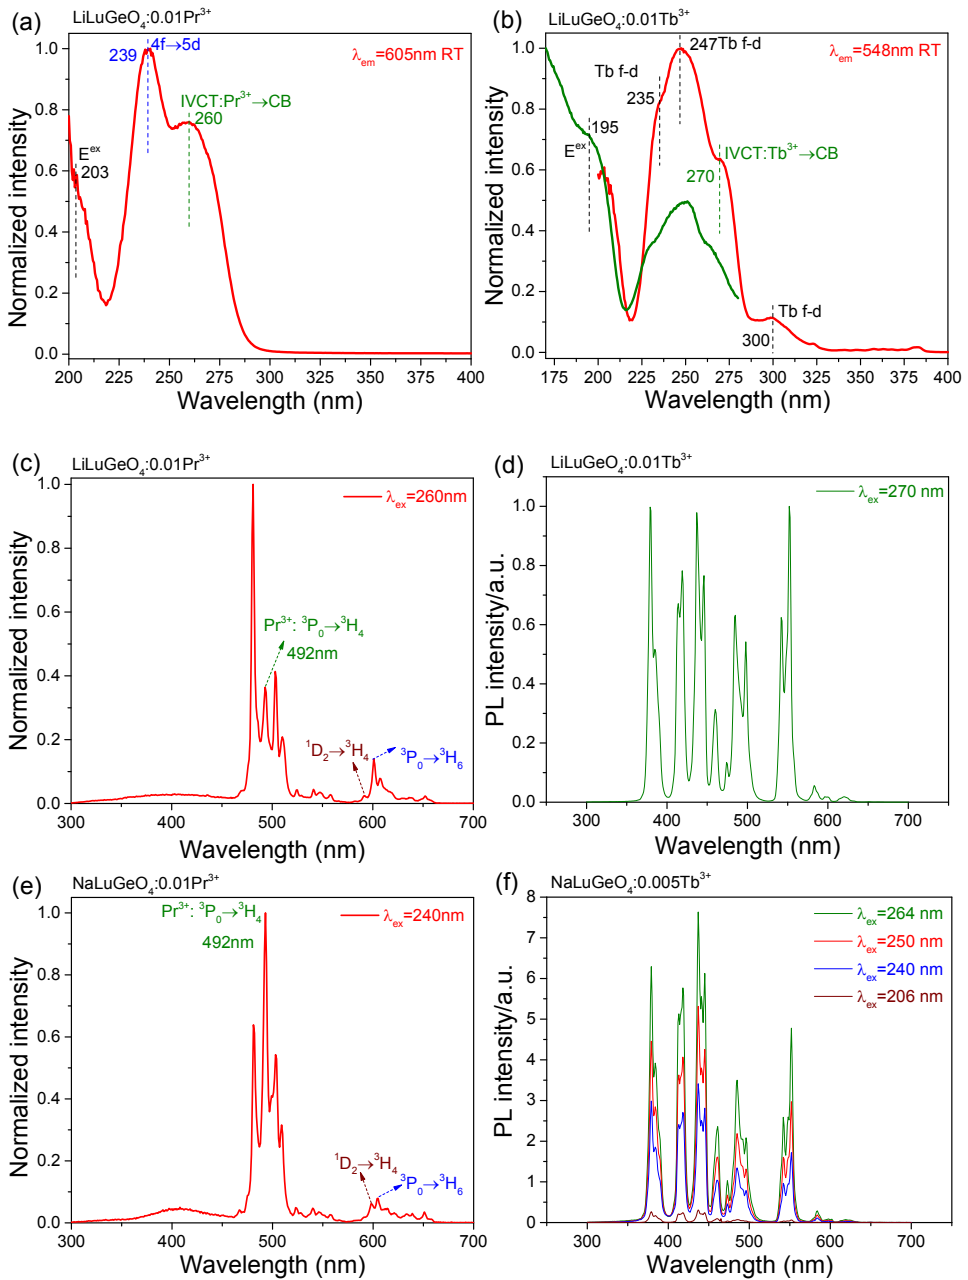 (a)
LiLuGeO₄:0.01Pr³⁺
239
4f→5d
λem=605nm RT
IVCT:Pr³⁺→CB
260
Eᵉˣ
203
Normalized intensity
1.0
0.8
0.6
0.4
0.2
0.0
200 225 250 275 300 325 350 375 400
Wavelength (nm)
(b)
LiLuGeO₄:0.01Tb³⁺
247Tb f-d
λem=548nm RT
Tb f-d
235
195
Eᵉˣ
IVCT:Tb³⁺→CB
270
Tb f-d
300
Normalized intensity
1.0
0.8
0.6
0.4
0.2
0.0
175 200 225 250 275 300 325 350 375 400
Wavelength (nm)
(c)
LiLuGeO₄:0.01Pr³⁺
λex=260nm
Pr³⁺: ³P₀→³H₄
492nm
¹D₂→³H₄
³P₀→³H₆
Normalized intensity
1.0
0.8
0.6
0.4
0.2
0.0
300 400 500 600 700
Wavelength (nm)
(d)
LiLuGeO₄:0.01Tb³⁺
λex=270 nm
PL intensity/a.u.
1.0
0.8
0.6
0.4
0.2
0.0
300 400 500 600 700
Wavelength (nm)
(e)
NaLuGeO₄:0.01Pr³⁺
Pr³⁺: ³P₀→³H₄
492nm
λex=240nm
¹D₂→³H₄
³P₀→³H₆
Normalized intensity
1.0
0.8
0.6
0.4
0.2
0.0
300 400 500 600 700
Wavelength (nm)
(f)
NaLuGeO₄:0.005Tb³⁺
λex=264 nm
λex=250 nm
λex=240 nm
λex=206 nm
PL intensity/a.u.
8
7
6
5
4
3
2
1
0
300 400 500 600 700
Wavelength (nm)